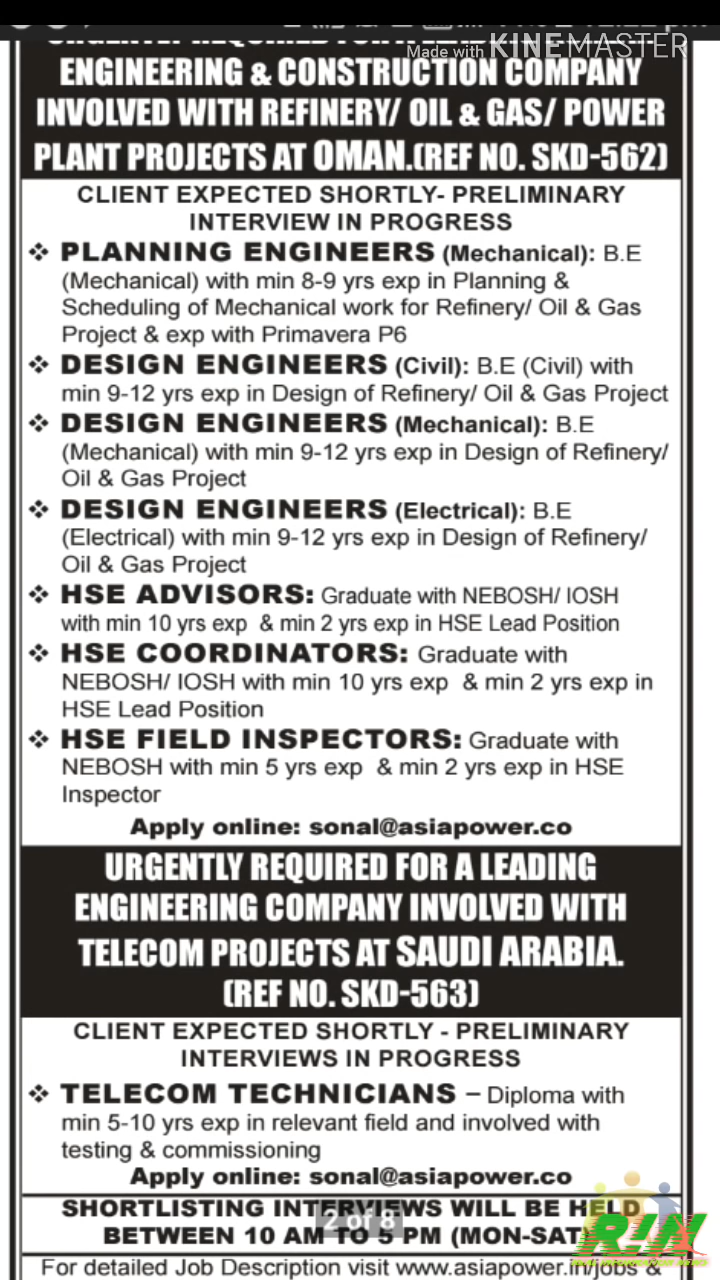 Made with KINEMASTER
URGENTLY REQUIRED FOR A
ENGINEERING & CONSTRUCTION COMPANY
INVOLVED WITH REFINERY/ OIL & GAS/ POWER
PLANT PROJECTS AT OMAN.(REF NO. SKD-562)
CLIENT EXPECTED SHORTLY- PRELIMINARY
INTERVIEW IN PROGRESS
❖ PLANNING ENGINEERS (Mechanical): B.E
(Mechanical) with min 8-9 yrs exp in Planning &
Scheduling of Mechanical work for Refinery/ Oil & Gas
Project & exp with Primavera P6
❖ DESIGN ENGINEERS (Civil): B.E (Civil) with
min 9-12 yrs exp in Design of Refinery/ Oil & Gas Project
❖ DESIGN ENGINEERS (Mechanical): B.E
(Mechanical) with min 9-12 yrs exp in Design of Refinery/
Oil & Gas Project
❖ DESIGN ENGINEERS (Electrical): B.E
(Electrical) with min 9-12 yrs exp in Design of Refinery/
Oil & Gas Project
❖ HSE ADVISORS: Graduate with NEBOSH/ IOSH
with min 10 yrs exp & min 2 yrs exp in HSE Lead Position
❖ HSE COORDINATORS: Graduate with
NEBOSH/ IOSH with min 10 yrs exp & min 2 yrs exp in
HSE Lead Position
❖ HSE FIELD INSPECTORS: Graduate with
NEBOSH with min 5 yrs exp & min 2 yrs exp in HSE
Inspector
Apply online: sonal@asiapower.co
URGENTLY REQUIRED FOR A LEADING
ENGINEERING COMPANY INVOLVED WITH
TELECOM PROJECTS AT SAUDI ARABIA.
(REF NO. SKD-563)
CLIENT EXPECTED SHORTLY - PRELIMINARY
INTERVIEWS IN PROGRESS
❖ TELECOM TECHNICIANS – Diploma with
min 5-10 yrs exp in relevant field and involved with
testing & commissioning
Apply online: sonal@asiapower.co
SHORTLISTING INTERVIEWS WILL BE HELD
2 of 8
BETWEEN 10 AM TO 5 PM (MON-SAT
R!N
For detailed Job Description visit www.asiapower.in/jobs &